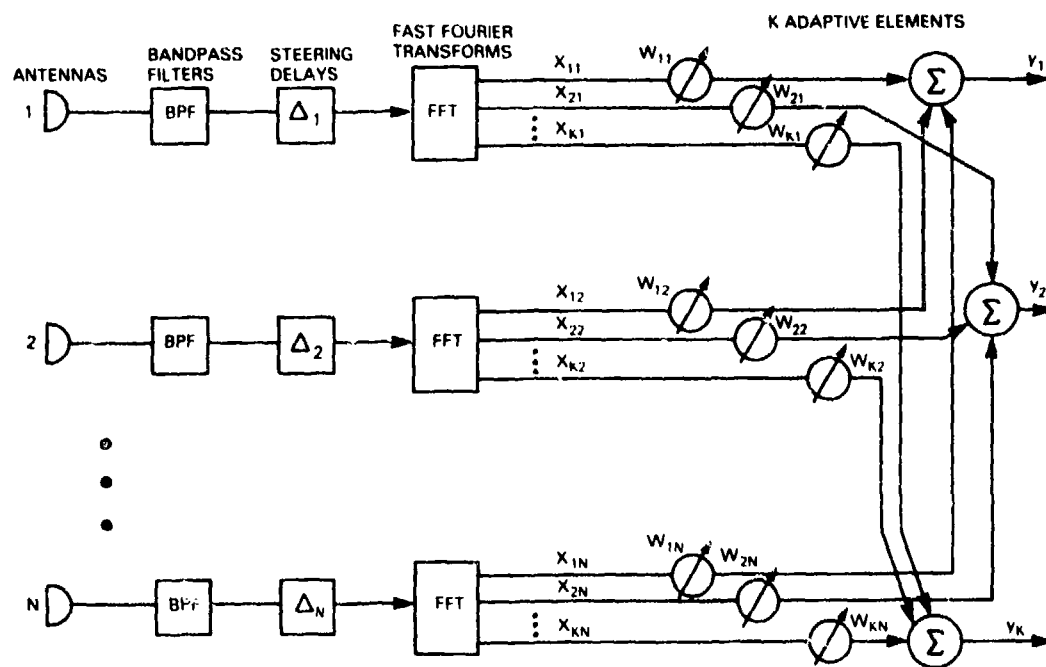 K ADAPTIVE ELEMENTS
FAST FOURIER
TRANSFORMS
BANDPASS
FILTERS
STEERING
DELAYS
ANTENNAS
1
BPF
Δ1
FFT
X11
X21
XK1
W11
W21
WK1
Σ
y1
2
BPF
Δ2
FFT
X12
X22
XK2
W12
W22
WK2
Σ
y2
N
BPF
ΔN
FFT
X1N
X2N
XKN
W1N
W2N
WKN
Σ
yK